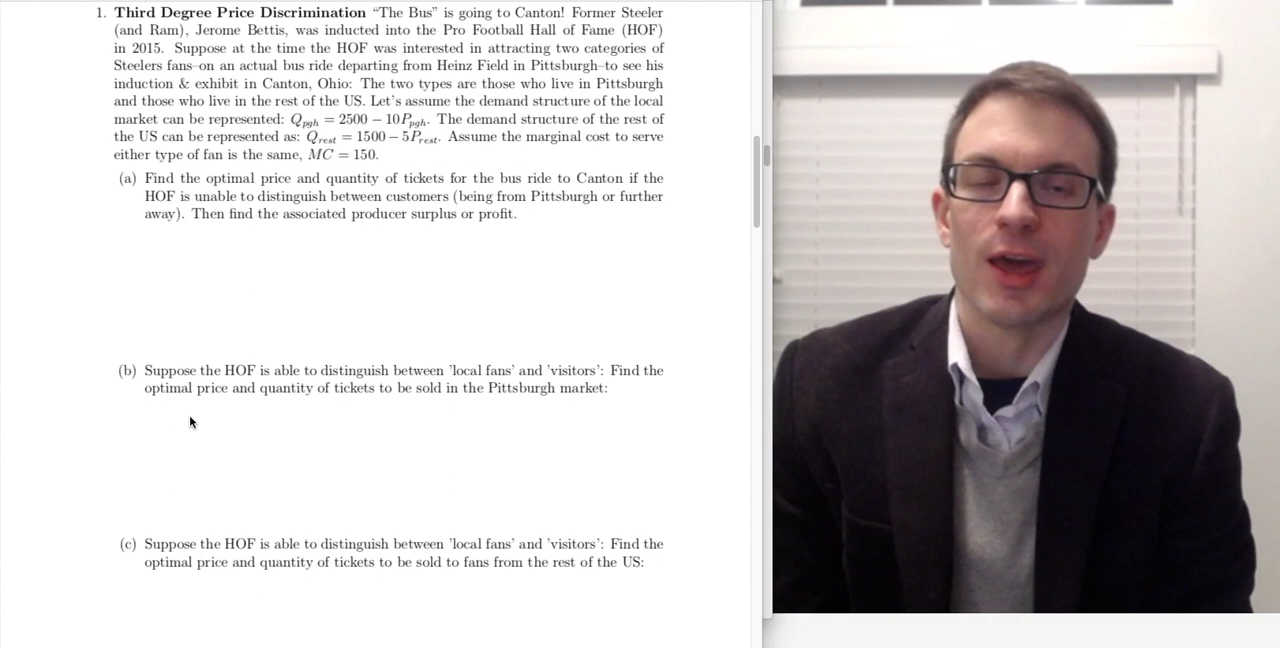 1. Third Degree Price Discrimination “The Bus” is going to Canton! Former Steeler
(and Ram), Jerome Bettis, was inducted into the Pro Football Hall of Fame (HOF)
in 2015. Suppose at the time the HOF was interested in attracting two categories of
Steelers fans–on an actual bus ride departing from Heinz Field in Pittsburgh–to see his
induction & exhibit in Canton, Ohio: The two types are those who live in Pittsburgh
and those who live in the rest of the US. Let’s assume the demand structure of the local
market can be represented: Q_pgh = 2500 − 10P_pgh. The demand structure of the rest of
the US can be represented as: Q_rest = 1500 − 5P_rest. Assume the marginal cost to serve
either type of fan is the same, MC = 150.
(a) Find the optimal price and quantity of tickets for the bus ride to Canton if the
HOF is unable to distinguish between customers (being from Pittsburgh or further
away). Then find the associated producer surplus or profit.
(b) Suppose the HOF is able to distinguish between ’local fans’ and ’visitors’: Find the
optimal price and quantity of tickets to be sold in the Pittsburgh market:
(c) Suppose the HOF is able to distinguish between ’local fans’ and ’visitors’: Find the
optimal price and quantity of tickets to be sold to fans from the rest of the US: